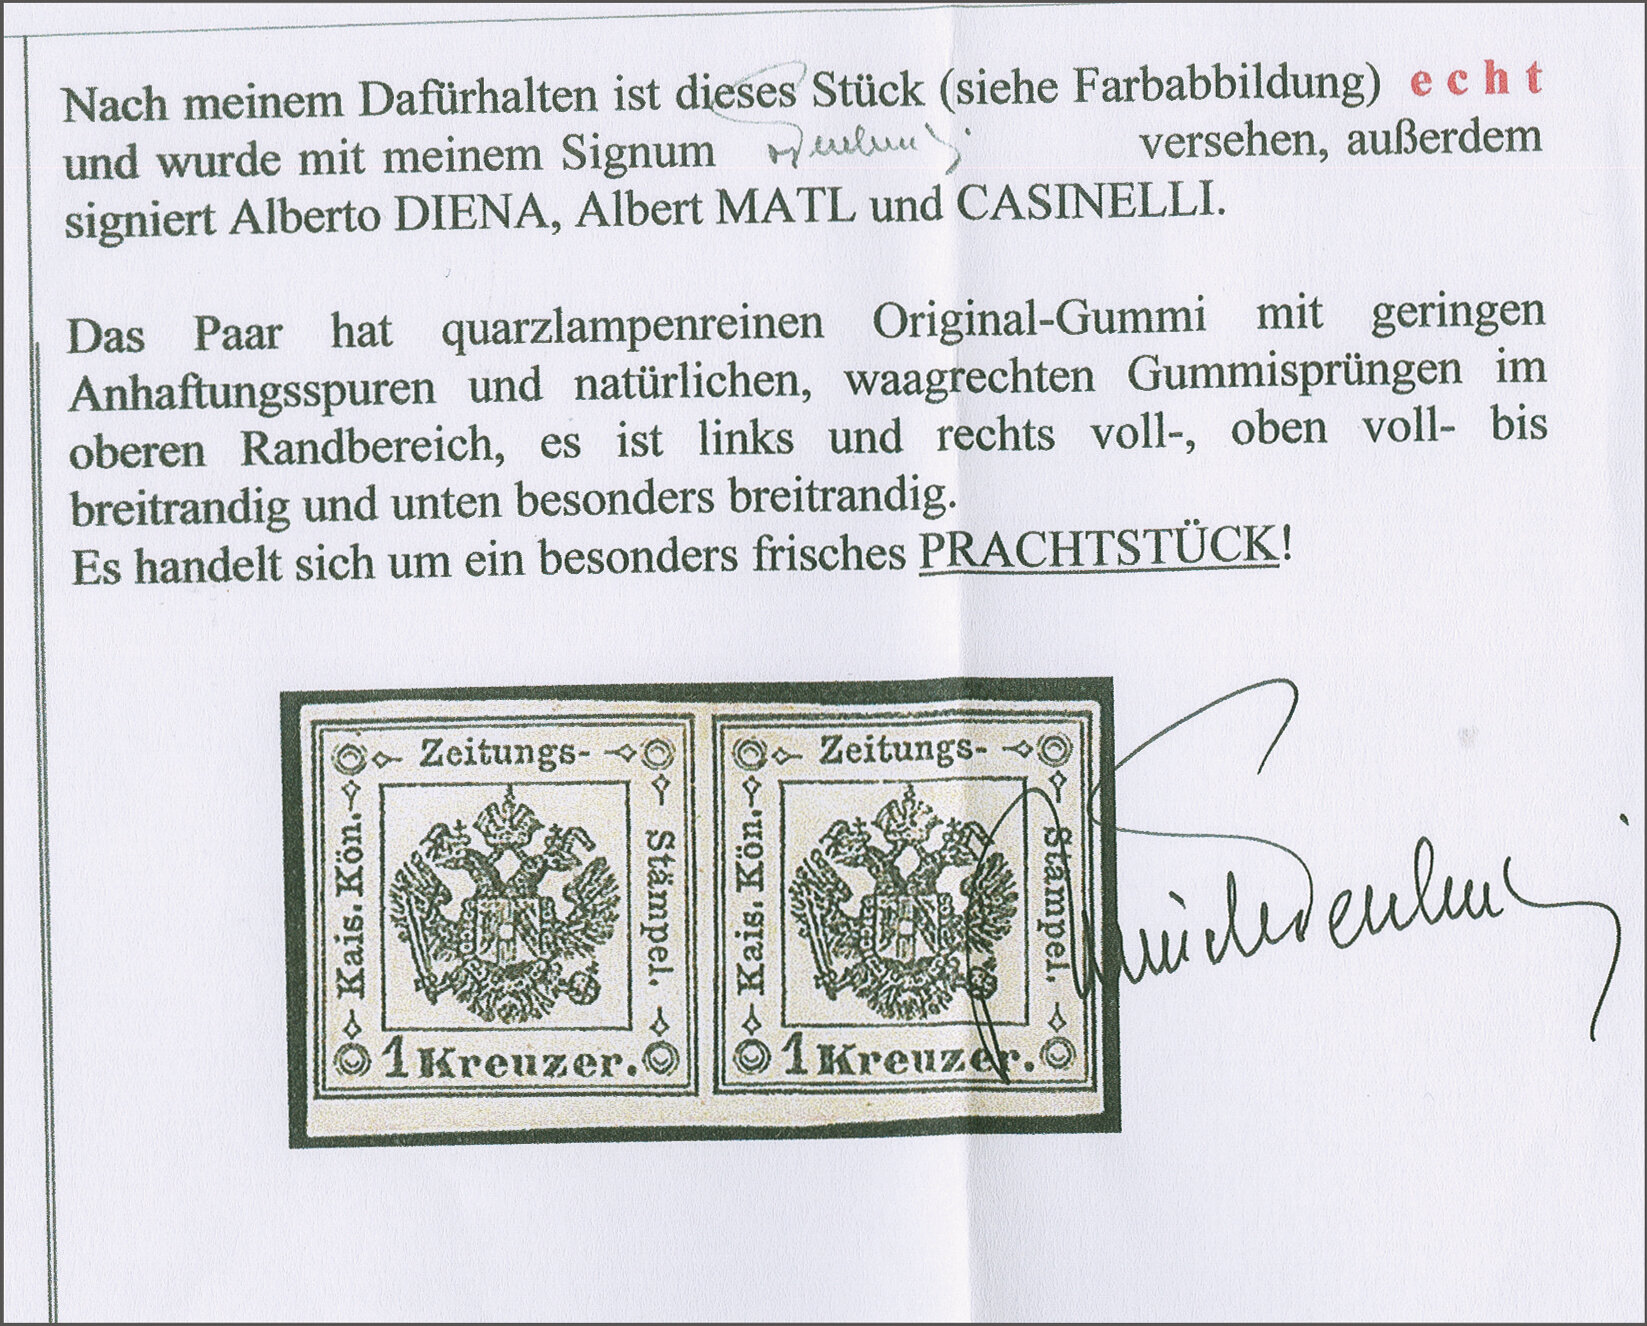 Nach meinem Dafürhalten ist dieses Stück (siehe Farbabbildung) echt
und wurde mit meinem Signum versehen, außerdem
signiert Alberto DIENA, Albert MATL und CASINELLI.
Das Paar hat quarzlampenreinen Original-Gummi mit geringen
Anhaftungsspuren und natürlichen, waagrechten Gummisprüngen im
oberen Randbereich, es ist links und rechts voll-, oben voll- bis
breitrandig und unten besonders breitrandig.
Es handelt sich um ein besonders frisches PRACHTSTÜCK!
Zeitungs-
Kais. Kön.
Stämpel.
1 Kreuzer.
Zeitungs-
Kais. Kön.
Stämpel.
1 Kreuzer.